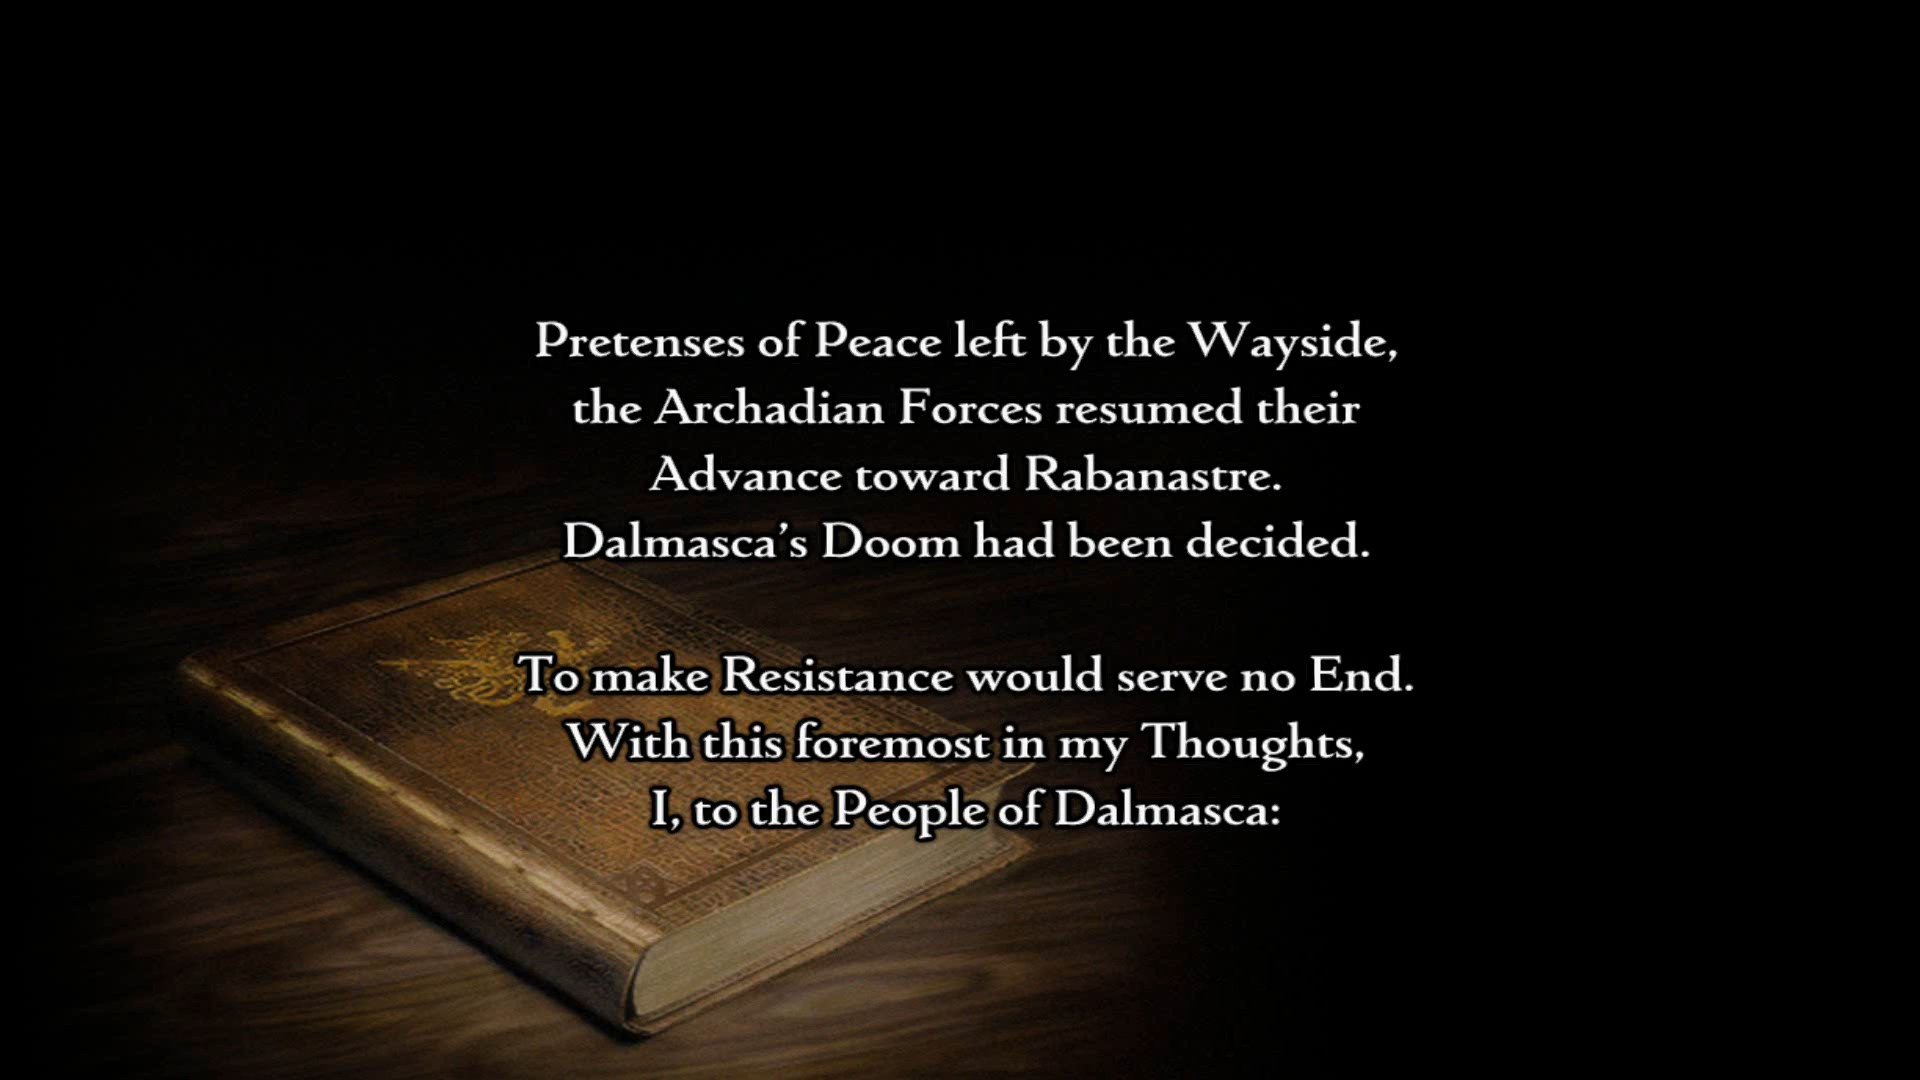 Pretenses of Peace left by the Wayside,
the Archadian Forces resumed their
Advance toward Rabanastre.
Dalmasca’s Doom had been decided.
To make Resistance would serve no End.
With this foremost in my Thoughts,
I, to the People of Dalmasca: